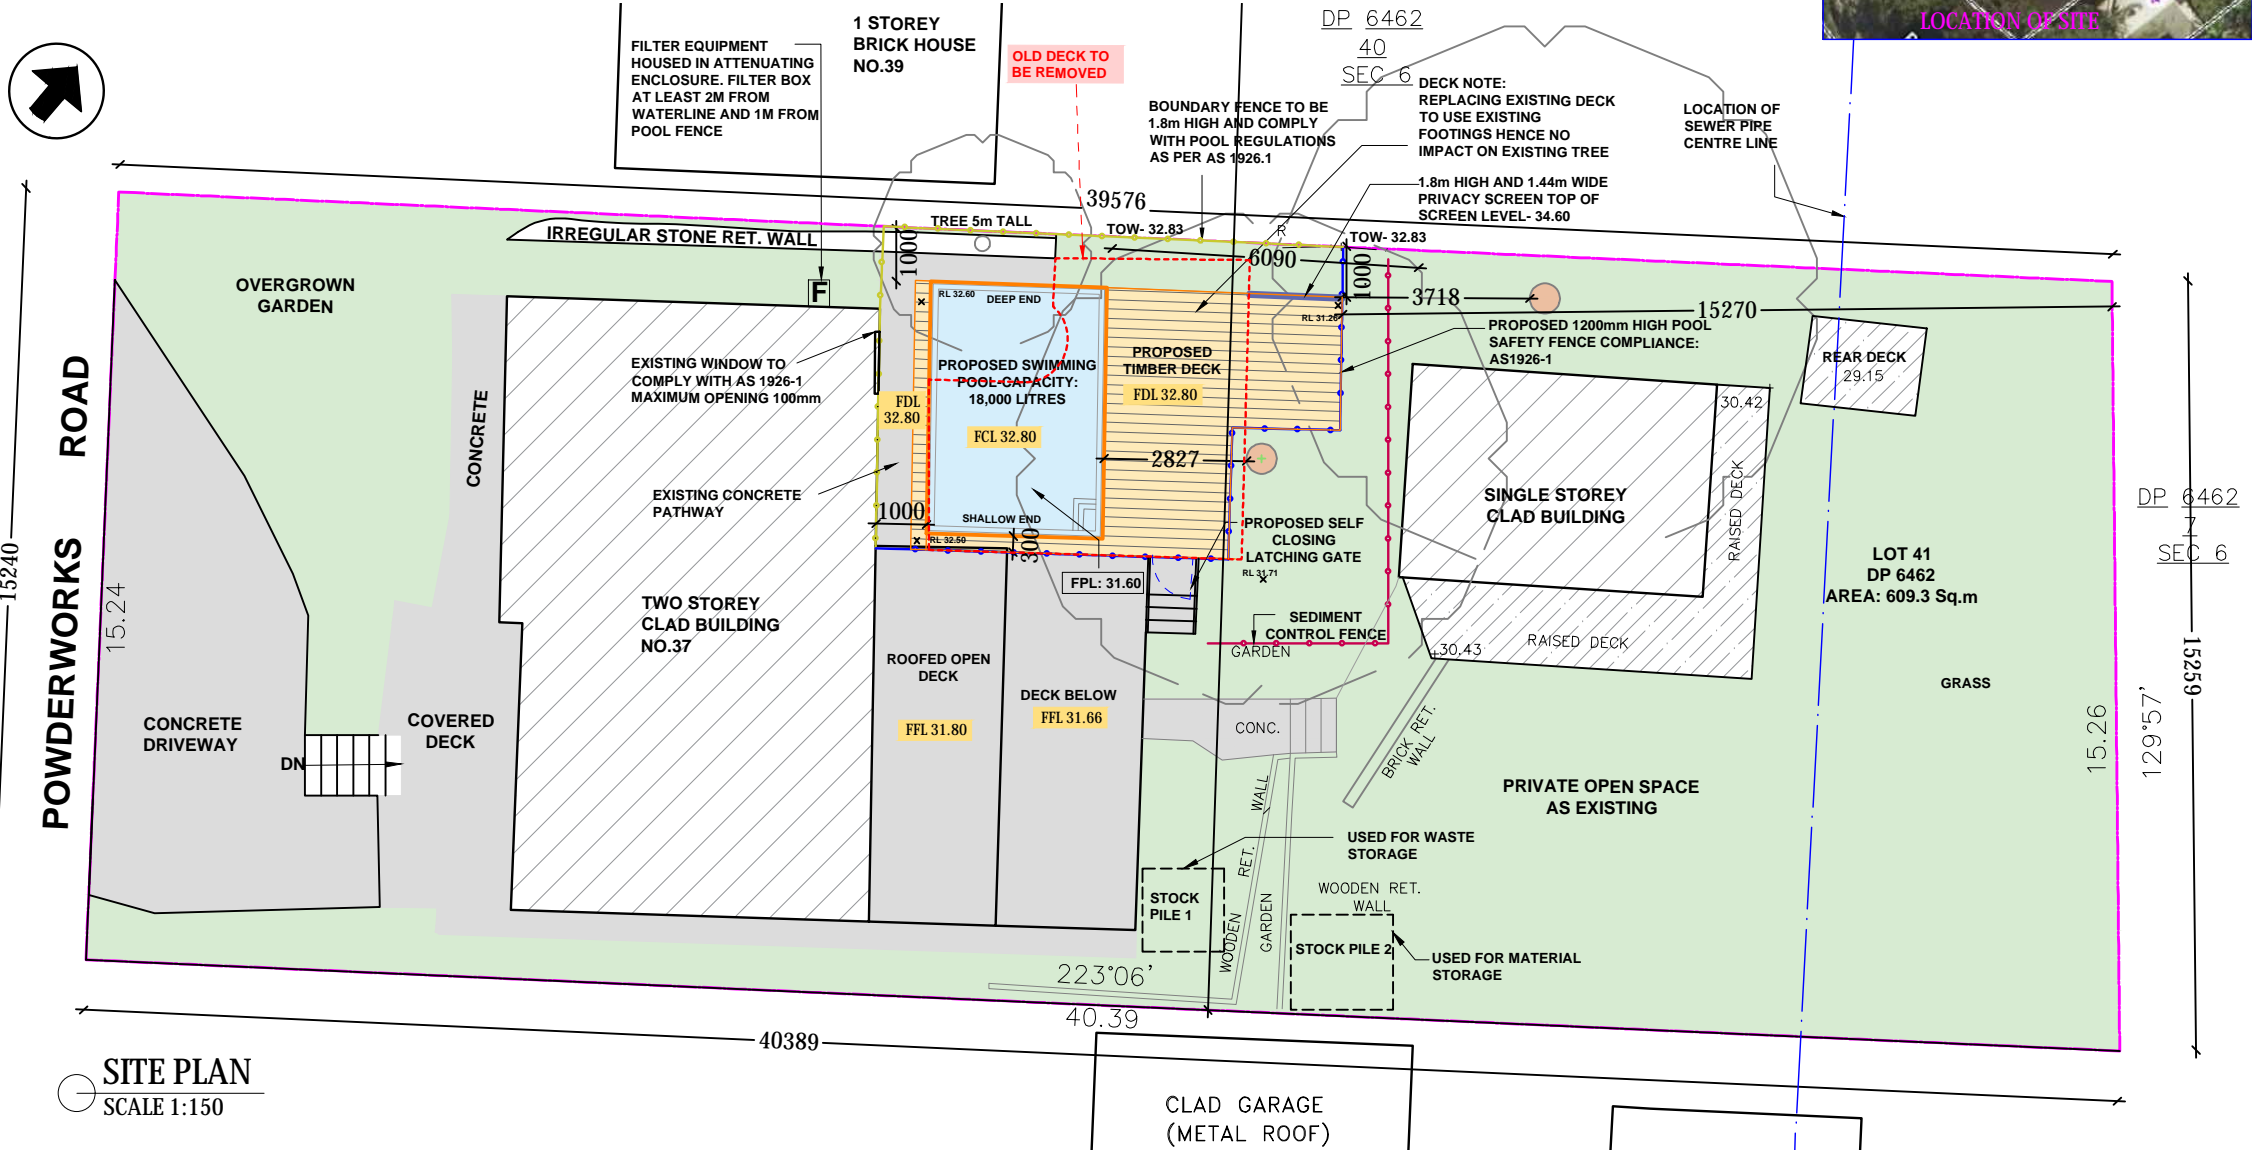 LOCATION OF SITE
1 STOREY
BRICK HOUSE
NO.39
FILTER EQUIPMENT
HOUSED IN ATTENUATING
ENCLOSURE. FILTER BOX
AT LEAST 2M FROM
WATERLINE AND 1M FROM
POOL FENCE
OLD DECK TO
BE REMOVED
DP 6462
40
SEC 6
BOUNDARY FENCE TO BE
1.8m HIGH AND COMPLY
WITH POOL REGULATIONS
AS PER AS 1926.1
DECK NOTE:
REPLACING EXISTING DECK
TO USE EXISTING
FOOTINGS HENCE NO
IMPACT ON EXISTING TREE
1.8m HIGH AND 1.44m WIDE
PRIVACY SCREEN TOP OF
SCREEN LEVEL- 34.60
LOCATION OF
SEWER PIPE
CENTRE LINE
39576
TREE 5m TALL
TOW- 32.83
R
TOW- 32.83
IRREGULAR STONE RET. WALL
1000
6090
1000
3718
15270
OVERGROWN
GARDEN
F
RL 32.60
DEEP END
RL 31.26
PROPOSED 1200mm HIGH POOL
SAFETY FENCE COMPLIANCE:
AS1926-1
REAR DECK
29.15
EXISTING WINDOW TO
COMPLY WITH AS 1926-1
MAXIMUM OPENING 100mm
PROPOSED SWIMMING
POOL-CAPACITY:
18,000 LITRES
FCL 32.80
PROPOSED
TIMBER DECK
FDL 32.80
FDL
32.80
30.42
CONCRETE
2827
EXISTING CONCRETE
PATHWAY
1000
SHALLOW END
RL 32.50
300
FPL: 31.60
PROPOSED SELF
CLOSING
LATCHING GATE
RL 31.71
SINGLE STOREY
CLAD BUILDING
RAISED DECK
RAISED DECK
30.43
LOT 41
DP 6462
AREA: 609.3 Sq.m
DP 6462
7
SEC 6
POWDERWORKS ROAD
15240
15.24
TWO STOREY
CLAD BUILDING
NO.37
SEDIMENT
CONTROL FENCE
GARDEN
ROOFED OPEN
DECK
FFL 31.80
DECK BELOW
FFL 31.66
CONCRETE
DRIVEWAY
DN
COVERED
DECK
CONC.
BRICK RET.
WALL
GRASS
15259
15.26
129°57'
PRIVATE OPEN SPACE
AS EXISTING
WOODEN RET. WALL
GARDEN
USED FOR WASTE
STORAGE
STOCK
PILE 1
WOODEN RET.
WALL
STOCK PILE 2
USED FOR MATERIAL
STORAGE
223°06'
40.39
40389
SITE PLAN
SCALE 1:150
CLAD GARAGE
(METAL ROOF)